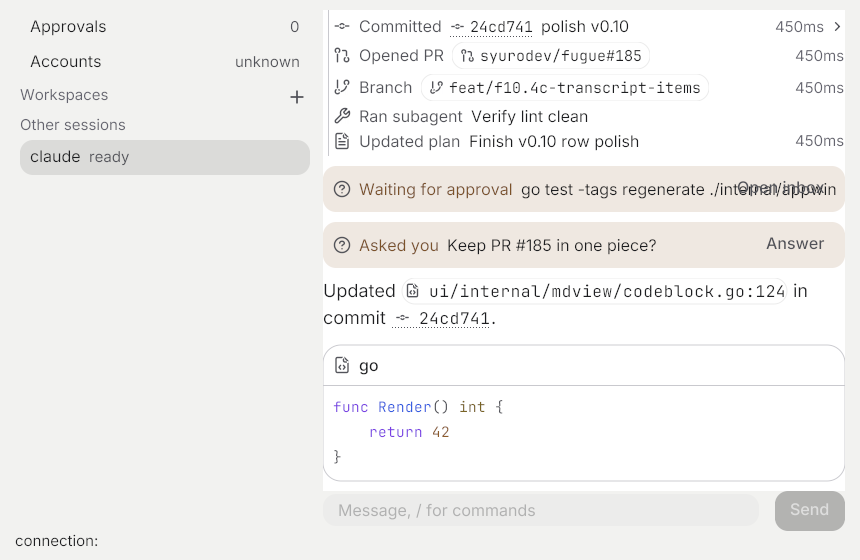 Approvals 0
Accounts unknown
Workspaces +
Other sessions
claude ready
Committed 24cd741 polish v0.10 450ms >
Opened PR syurodev/fugue#185 450ms
Branch feat/f10.4c-transcript-items 450ms
Ran subagent Verify lint clean
Updated plan Finish v0.10 row polish 450ms
Waiting for approval go test -tags regenerate ./internal/appwin Open inbox
Asked you Keep PR #185 in one piece? Answer
Updated ui/internal/mdview/codeblock.go:124 in
commit 24cd741.
go
func Render() int {
    return 42
}
Message, / for commands Send
connection: